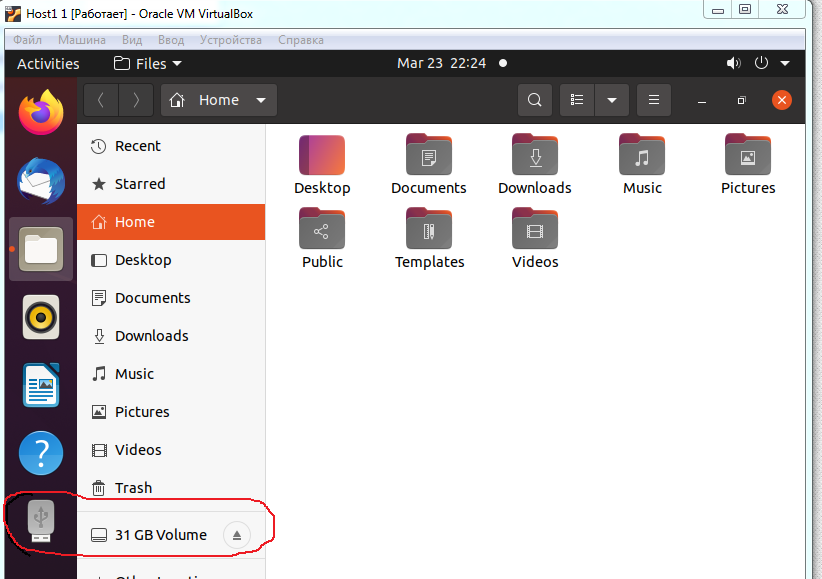 Host1 1 [Работает] - Oracle VM VirtualBox
Файл Машина Вид Ввод Устройства Справка
Activities Files Mar 23 22:24
Home
Recent
Starred
Home
Desktop
Documents
Downloads
Music
Pictures
Videos
Trash
31 GB Volume
Desktop Documents Downloads Music Pictures
Public Templates Videos